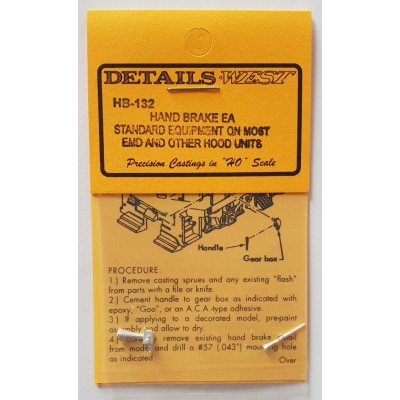 DETAILS WEST
HB-132
HAND BRAKE EA
STANDARD EQUIPMENT ON MOST
EMD AND OTHER HOOD UNITS
Precision Castings in "HO" Scale
Handle
Gear box
PROCEDURE
1.) Remove casting sprues and any existing "flash"
from parts with a file or knife.
2.) Cement handle to gear box as indicated with
epoxy, "Goo", or an A.C.A.-type adhesive.
3.) If applying to a decorated model, pre-paint
assembly and allow to dry.
4.) remove existing hand brake detail
from model and drill a #57 (.043") mounting hole
as indicated
Over